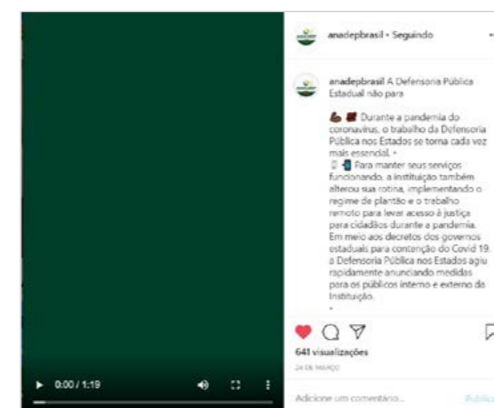 anadepbrasil • Seguindo
anadepbrasil A Defensoria Pública
Estadual não para
Durante a pandemia do
coronavírus, o trabalho da Defensoria
Pública nos Estados se torna cada vez
mais essencial. •
Para manter seus serviços
funcionando, a instituição também
alterou sua rotina, implementando o
regime de plantão e o trabalho
remoto para levar acesso à justiça
para cidadãos durante a pandemia.
Em meio aos decretos dos governos
estaduais para contenção do Covid 19,
a Defensoria Pública nos Estados agiu
rapidamente anunciando medidas
para os públicos interno e externo da
Instituição.
641 visualizações
24 DE MARÇO
0:00 / 1:19
Adicione um comentário...